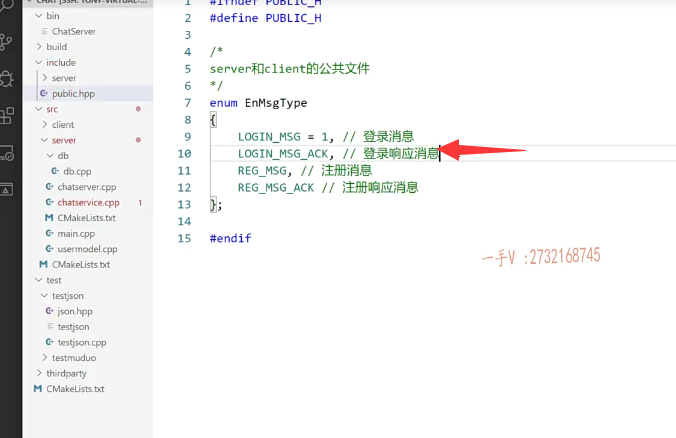 CHAT [SSH: TONY-VIRTUAL-...
bin
ChatServer
build
include
server
public.hpp
src
client
server
db
db.cpp
chatserver.cpp
chatservice.cpp 1
CMakeLists.txt
main.cpp
usermodel.cpp
CMakeLists.txt
test
testjson
json.hpp
testjson
testjson.cpp
testmuduo
thirdparty
CMakeLists.txt
1 #ifndef PUBLIC_H
2 #define PUBLIC_H
3
4 /*
5 server和client的公共文件
6 */
7 enum EnMsgType
8 {
9 LOGIN_MSG = 1, // 登录消息
10 LOGIN_MSG_ACK, // 登录响应消息
11 REG_MSG, // 注册消息
12 REG_MSG_ACK // 注册响应消息
13 };
14
15 #endif
一手V :2732168745